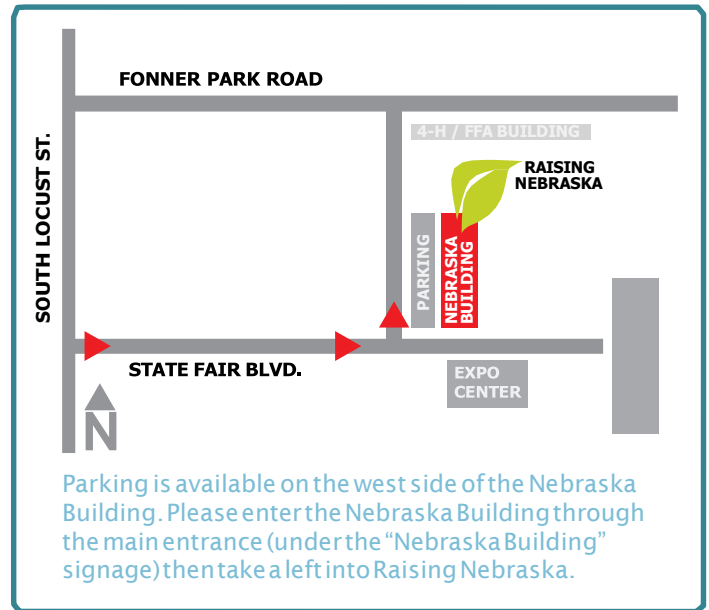 FONNER PARK ROAD
SOUTH LOCUST ST.
4-H / FFA BUILDING
RAISING
NEBRASKA
PARKING
NEBRASKA
BUILDING
STATE FAIR BLVD.
EXPO
CENTER
N
Parking is available on the west side of the Nebraska
Building. Please enter the Nebraska Building through
the main entrance (under the “Nebraska Building”
signage) then take a left into Raising Nebraska.